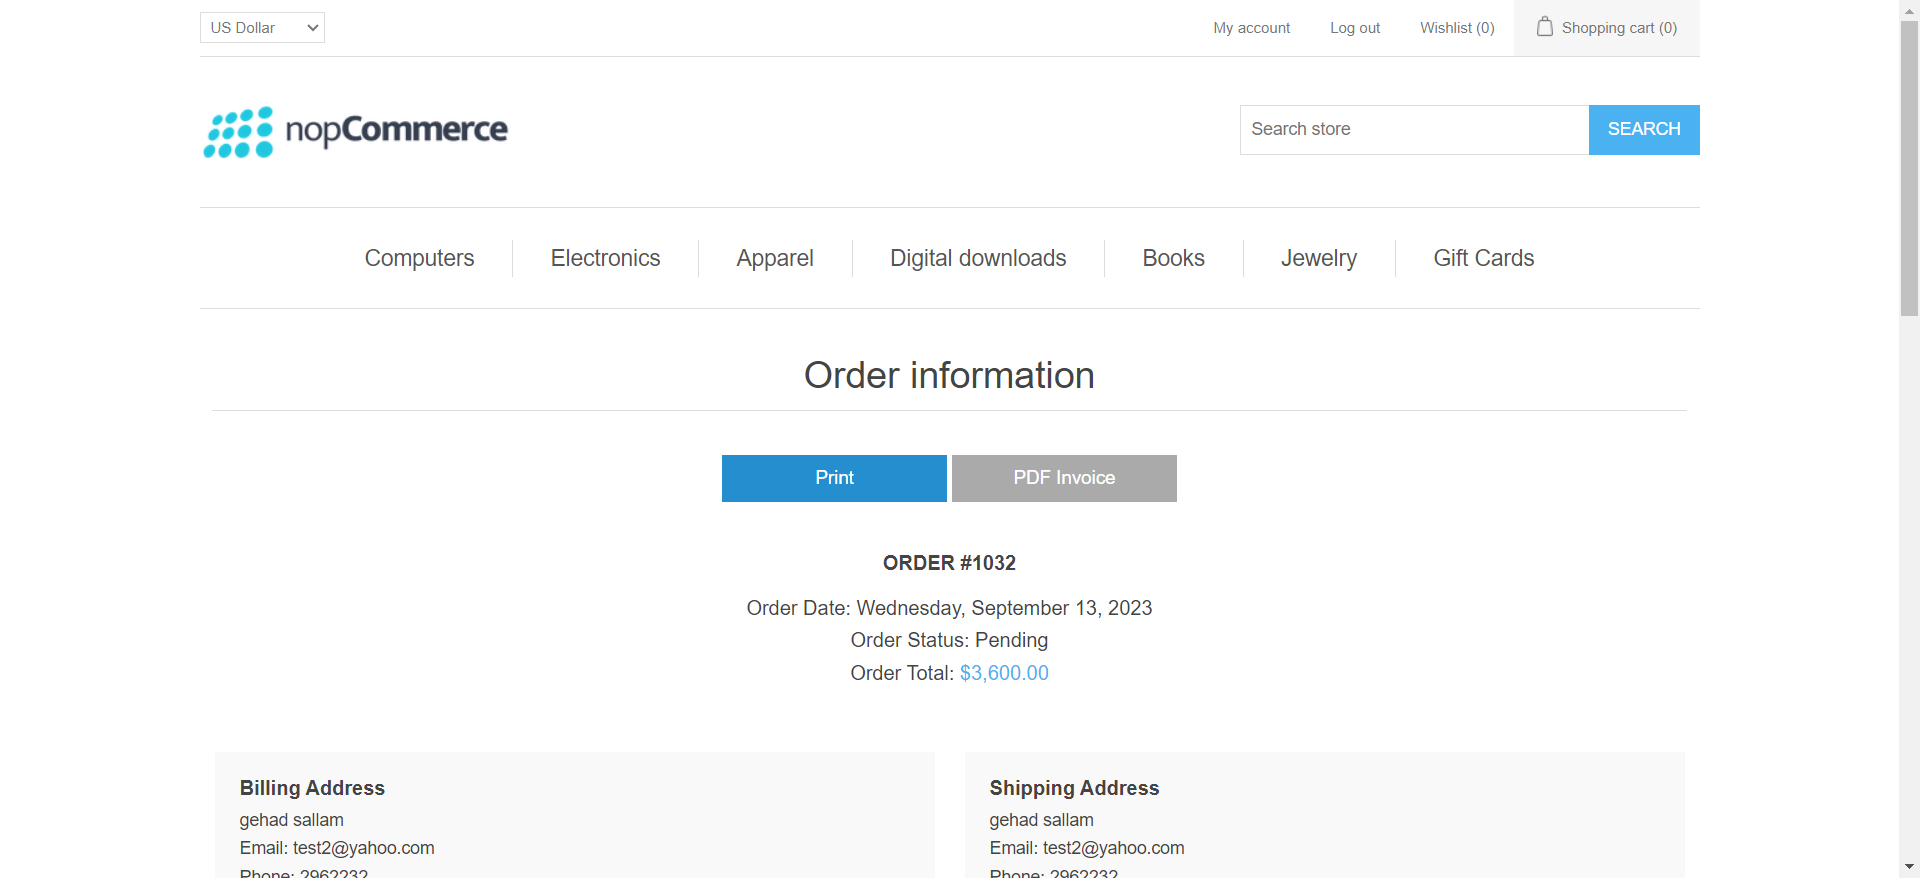 US Dollar
My account
Log out
Wishlist (0)
Shopping cart (0)
nopCommerce
Search store
SEARCH
Computers
Electronics
Apparel
Digital downloads
Books
Jewelry
Gift Cards
Order information
Print
PDF Invoice
ORDER #1032
Order Date: Wednesday, September 13, 2023
Order Status: Pending
Order Total: $3,600.00
Billing Address
gehad sallam
Email: test2@yahoo.com
Phone: 2962232
Shipping Address
gehad sallam
Email: test2@yahoo.com
Phone: 2962232